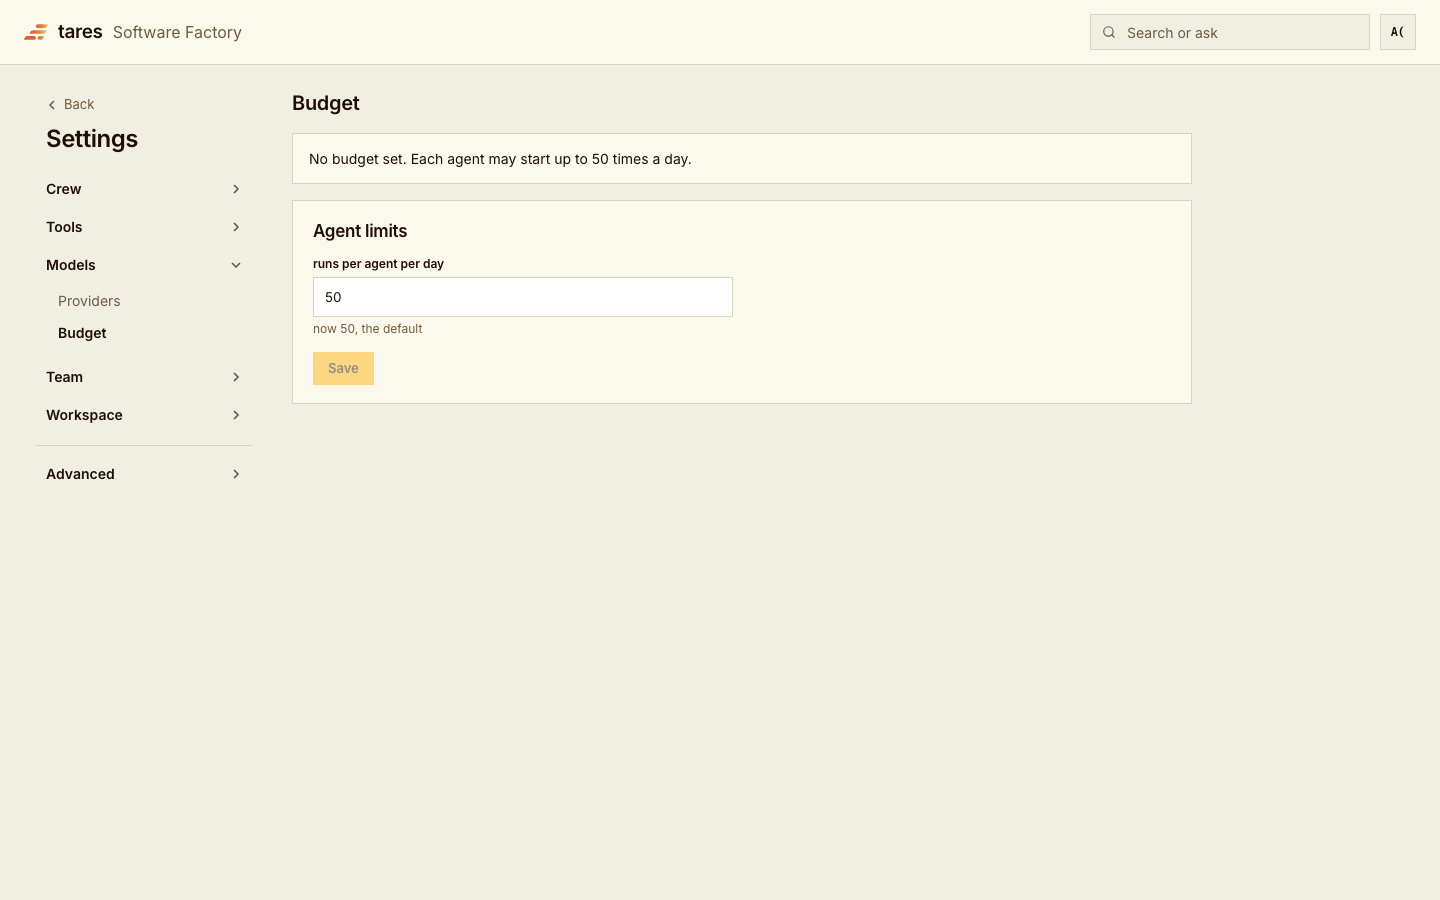 tares Software Factory
Search or ask
A(
Back
Settings
Crew
Tools
Models
Providers
Budget
Team
Workspace
Advanced
Budget
No budget set. Each agent may start up to 50 times a day.
Agent limits
runs per agent per day
50
now 50, the default
Save